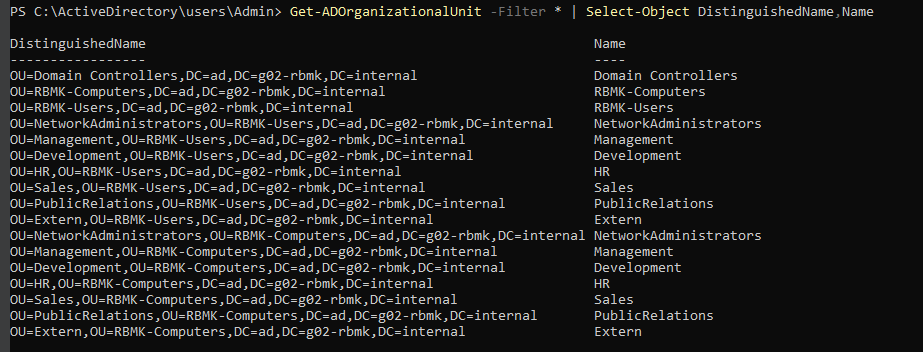 PS C:\ActiveDirectory\users\Admin> Get-ADOrganizationalUnit -Filter * | Select-Object DistinguishedName,Name
DistinguishedName Name
----------------- ----
OU=Domain Controllers,DC=ad,DC=g02-rbmk,DC=internal Domain Controllers
OU=RBMK-Computers,DC=ad,DC=g02-rbmk,DC=internal RBMK-Computers
OU=RBMK-Users,DC=ad,DC=g02-rbmk,DC=internal RBMK-Users
OU=NetworkAdministrators,OU=RBMK-Users,DC=ad,DC=g02-rbmk,DC=internal NetworkAdministrators
OU=Management,OU=RBMK-Users,DC=ad,DC=g02-rbmk,DC=internal Management
OU=Development,OU=RBMK-Users,DC=ad,DC=g02-rbmk,DC=internal Development
OU=HR,OU=RBMK-Users,DC=ad,DC=g02-rbmk,DC=internal HR
OU=Sales,OU=RBMK-Users,DC=ad,DC=g02-rbmk,DC=internal Sales
OU=PublicRelations,OU=RBMK-Users,DC=ad,DC=g02-rbmk,DC=internal PublicRelations
OU=Extern,OU=RBMK-Users,DC=ad,DC=g02-rbmk,DC=internal Extern
OU=NetworkAdministrators,OU=RBMK-Computers,DC=ad,DC=g02-rbmk,DC=internal NetworkAdministrators
OU=Management,OU=RBMK-Computers,DC=ad,DC=g02-rbmk,DC=internal Management
OU=Development,OU=RBMK-Computers,DC=ad,DC=g02-rbmk,DC=internal Development
OU=HR,OU=RBMK-Computers,DC=ad,DC=g02-rbmk,DC=internal HR
OU=Sales,OU=RBMK-Computers,DC=ad,DC=g02-rbmk,DC=internal Sales
OU=PublicRelations,OU=RBMK-Computers,DC=ad,DC=g02-rbmk,DC=internal PublicRelations
OU=Extern,OU=RBMK-Computers,DC=ad,DC=g02-rbmk,DC=internal Extern